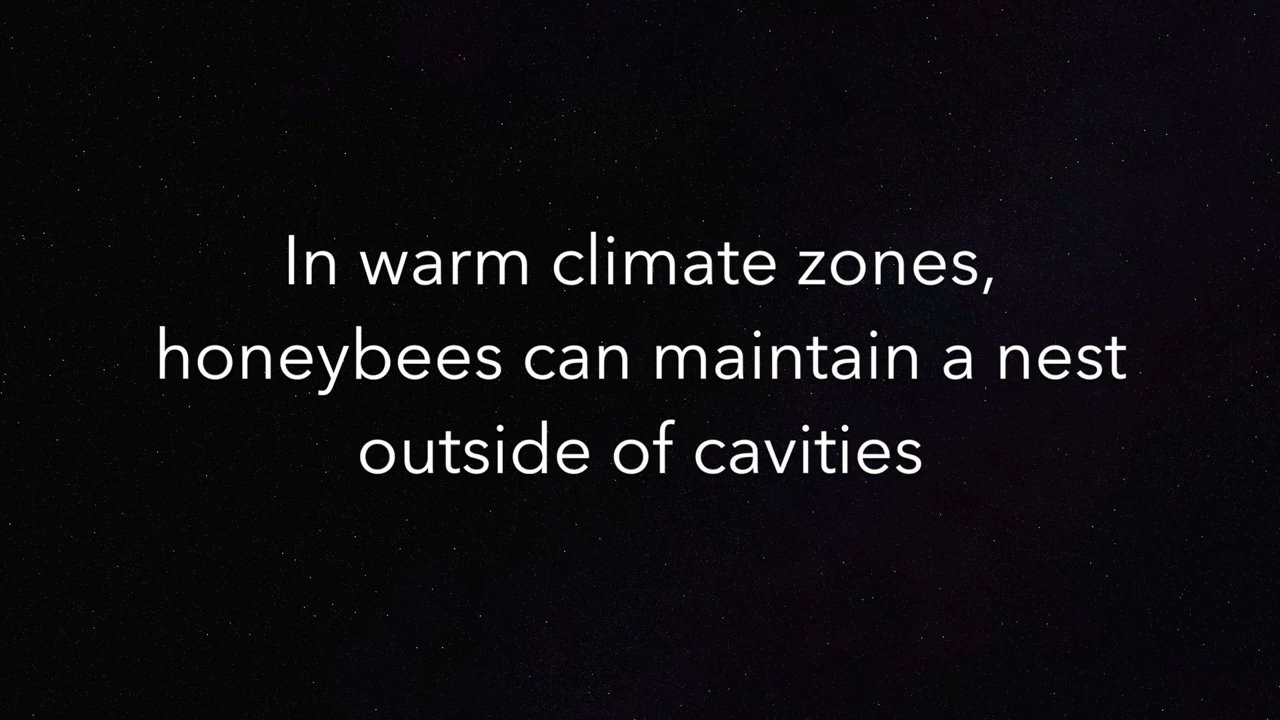 In warm climate zones,
honeybees can maintain a nest
outside of cavities